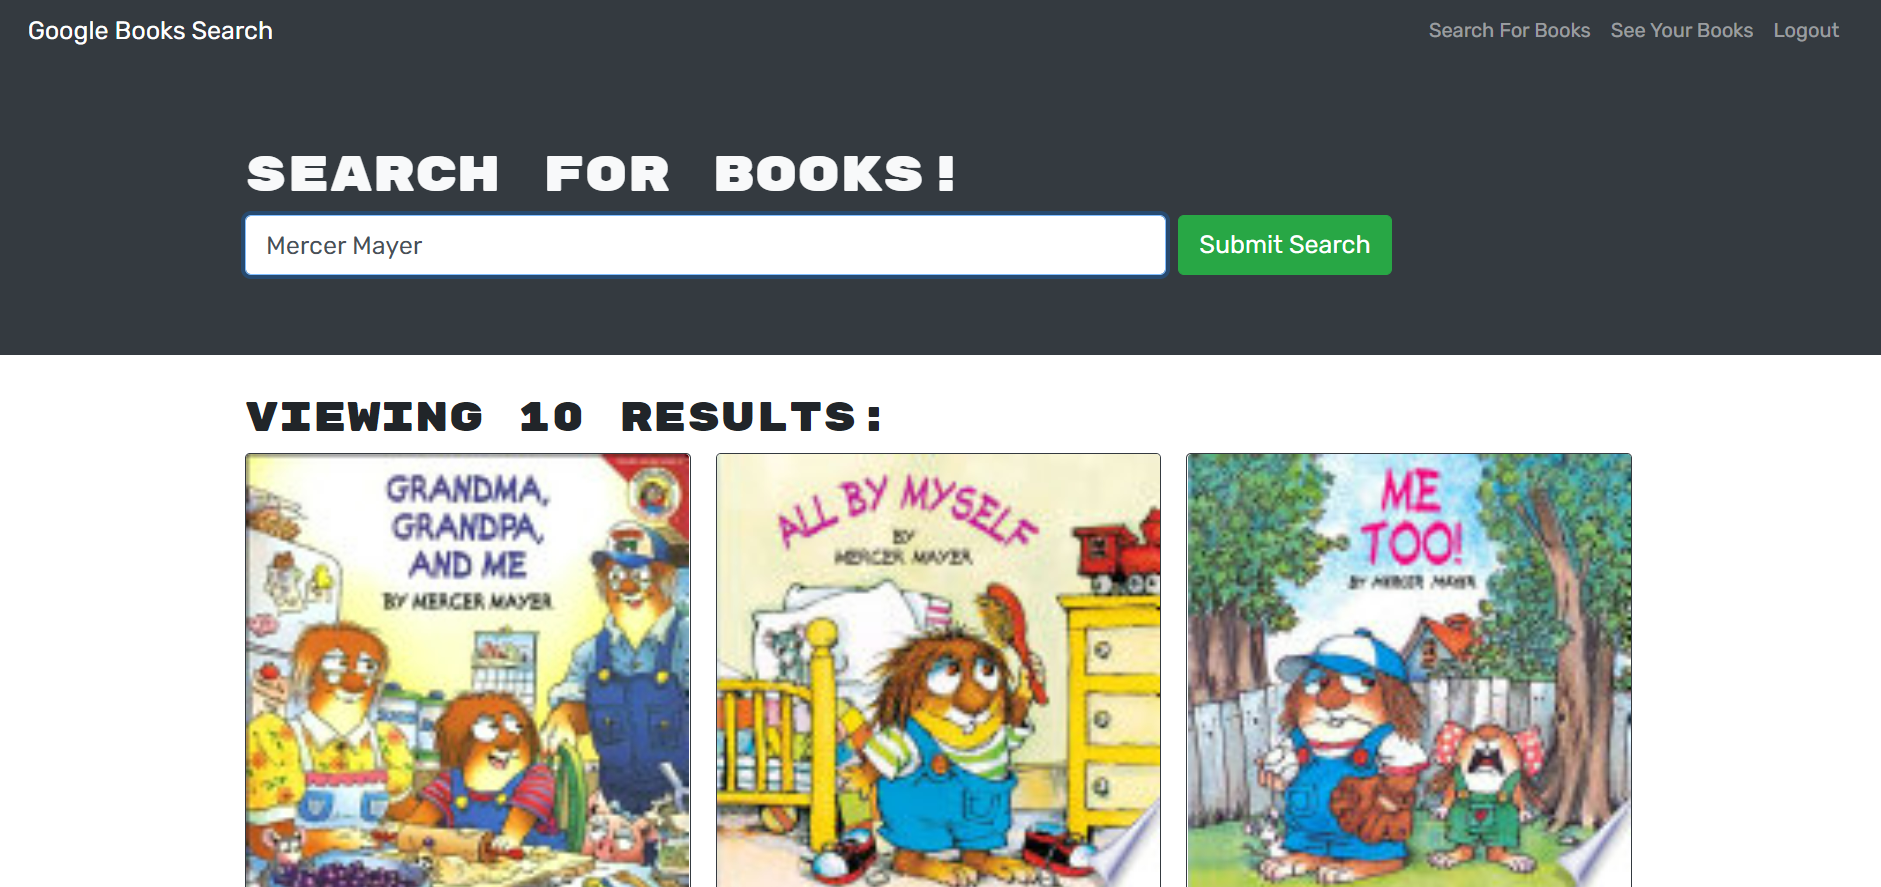 Google Books Search
Search For Books
See Your Books
Logout
SEARCH FOR BOOKS!
Mercer Mayer
Submit Search
VIEWING 10 RESULTS:
GRANDMA,
GRANDPA,
AND ME
BY MERCER MAYER
ALL BY MYSELF
BY
MERCER MAYER
ME
TOO!
BY MERCER MAYER